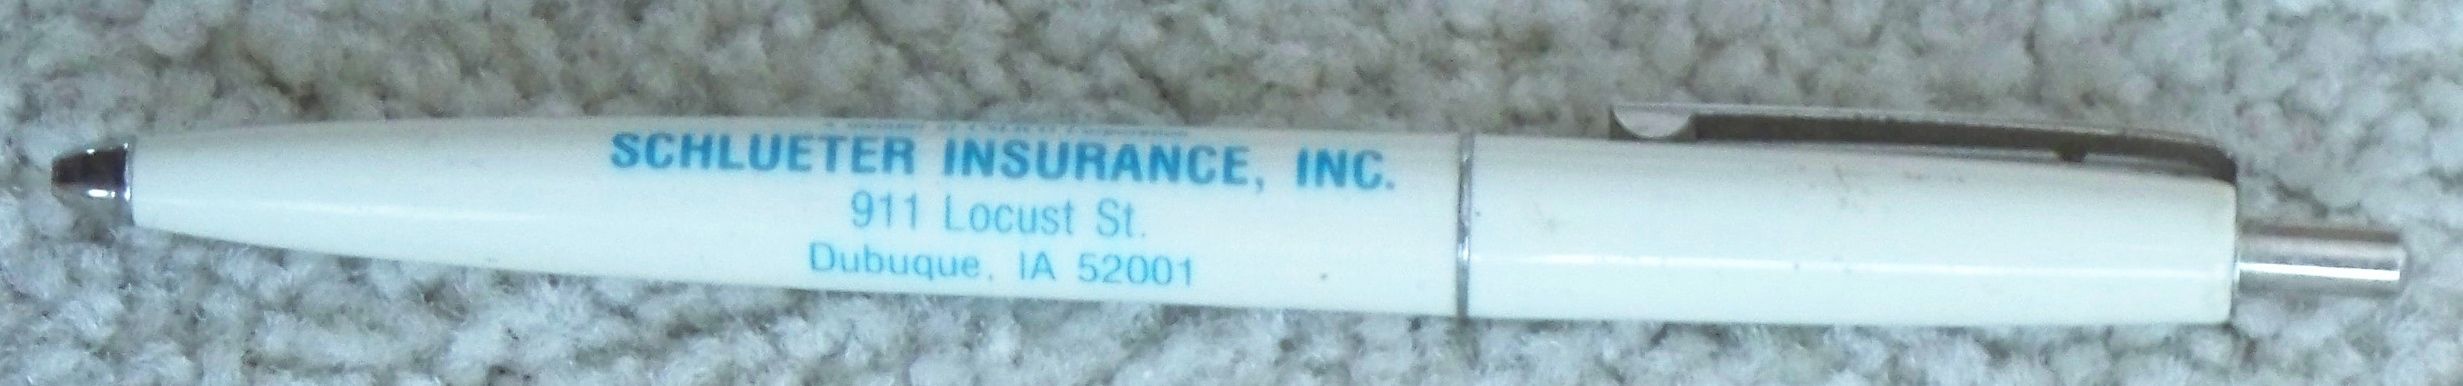 SCHLUETER INSURANCE, INC.
911 Locust St.
Dubuque, IA 52001